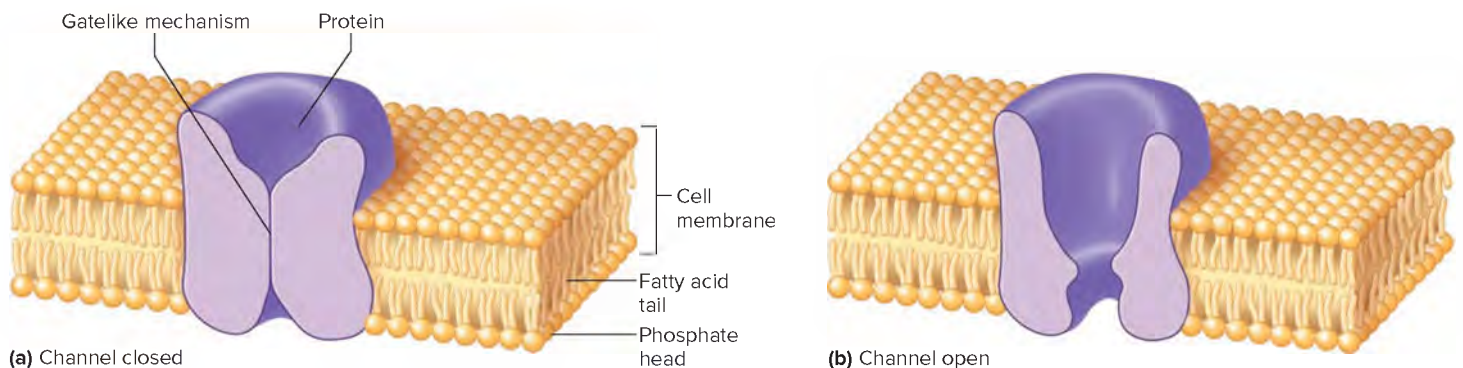 Gatelike mechanism
Protein
Cell
membrane
Fatty acid
tail
Phosphate
head
(a) Channel closed
(b) Channel open